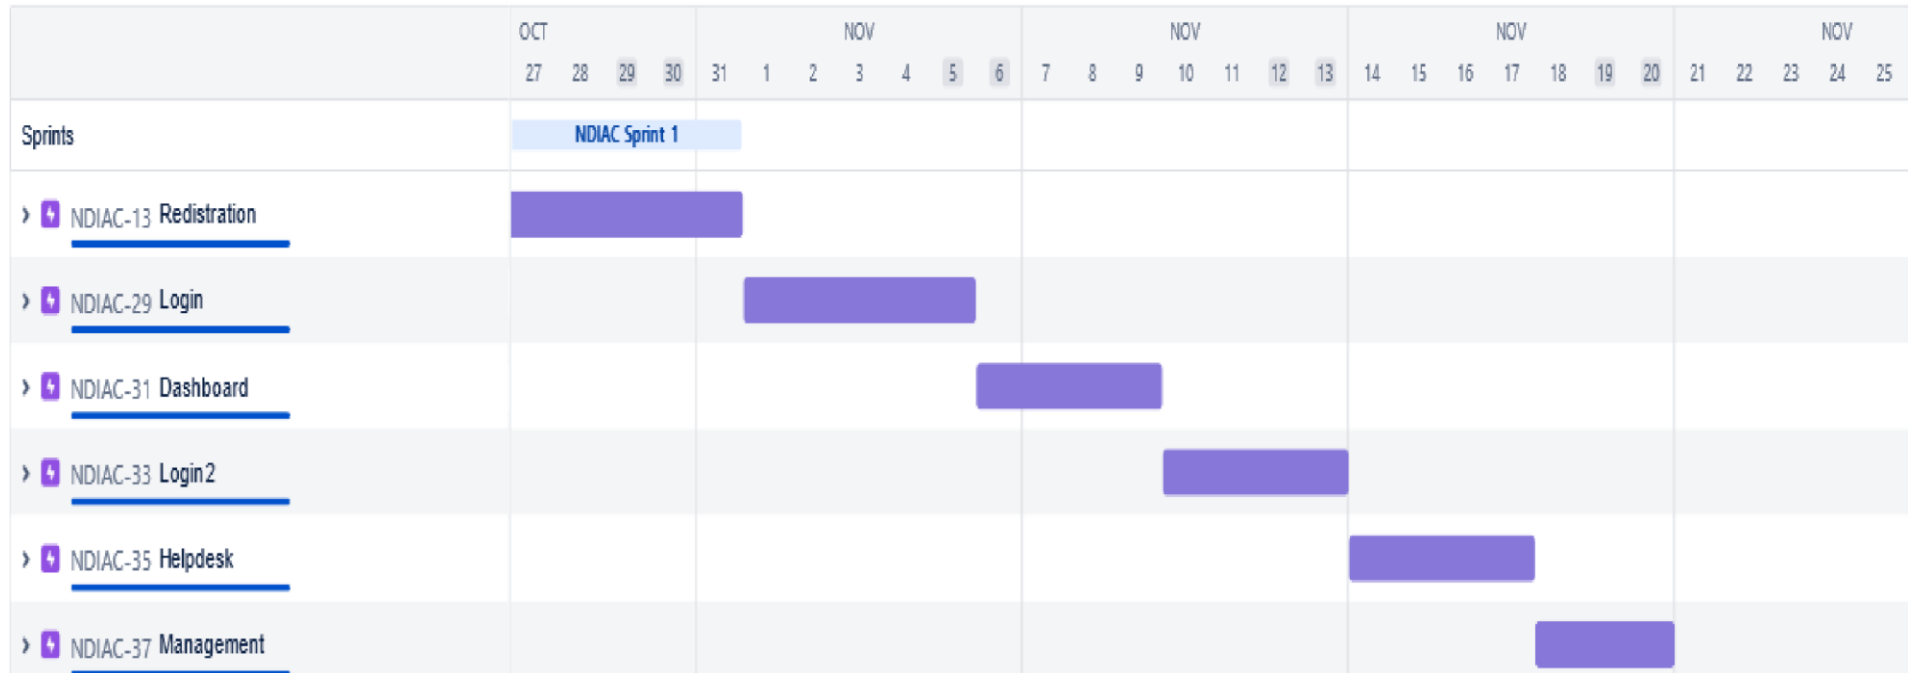 OCT NOV NOV NOV NOV
27 28 29 30 31 1 2 3 4 5 6 7 8 9 10 11 12 13 14 15 16 17 18 19 20 21 22 23 24 25
Sprints NDIAC Sprint 1
NDIAC-13 Redistration
NDIAC-29 Login
NDIAC-31 Dashboard
NDIAC-33 Login2
NDIAC-35 Helpdesk
NDIAC-37 Management